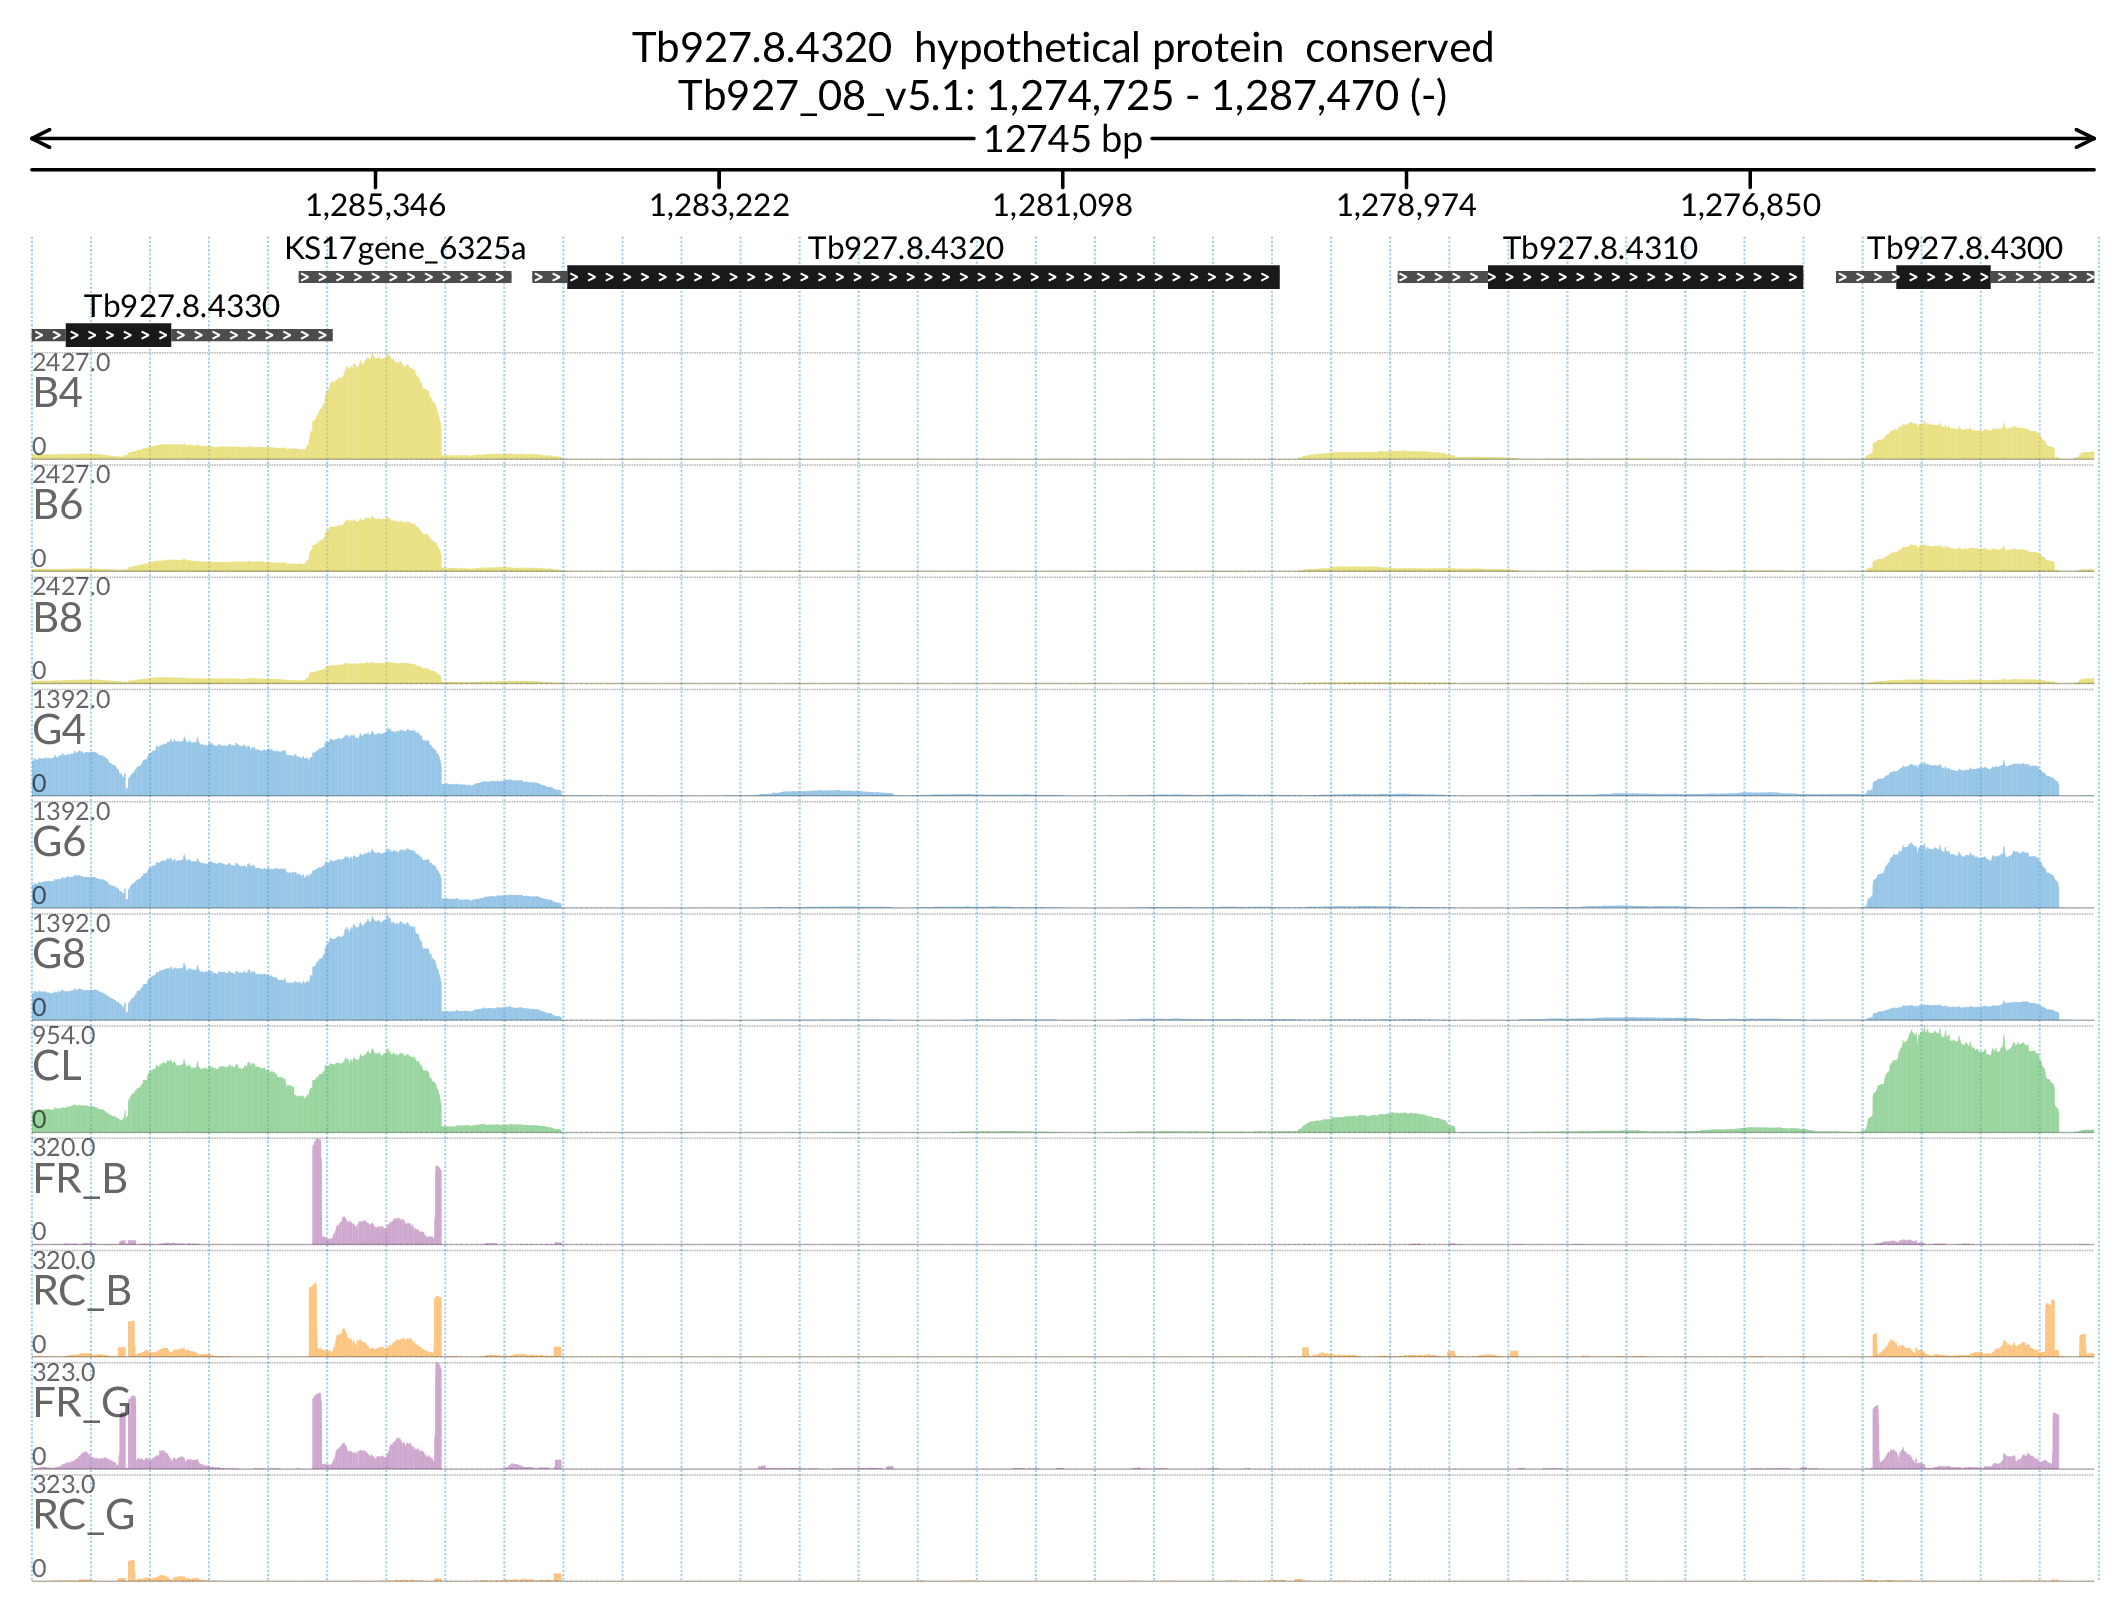 Tb927.8.4320  hypothetical protein  conserved
Tb927_08_v5.1: 1,274,725 - 1,287,470 (-)
12745 bp
1,285,346 1,283,222 1,281,098 1,278,974 1,276,850
KS17gene_6325a Tb927.8.4320 Tb927.8.4310 Tb927.8.4300
Tb927.8.4330
2427.0
B4
0
2427.0
B6
0
2427.0
B8
0
1392.0
G4
0
1392.0
G6
0
1392.0
G8
0
954.0
CL
0
320.0
FR_B
0
320.0
RC_B
0
323.0
FR_G
0
323.0
RC_G
0